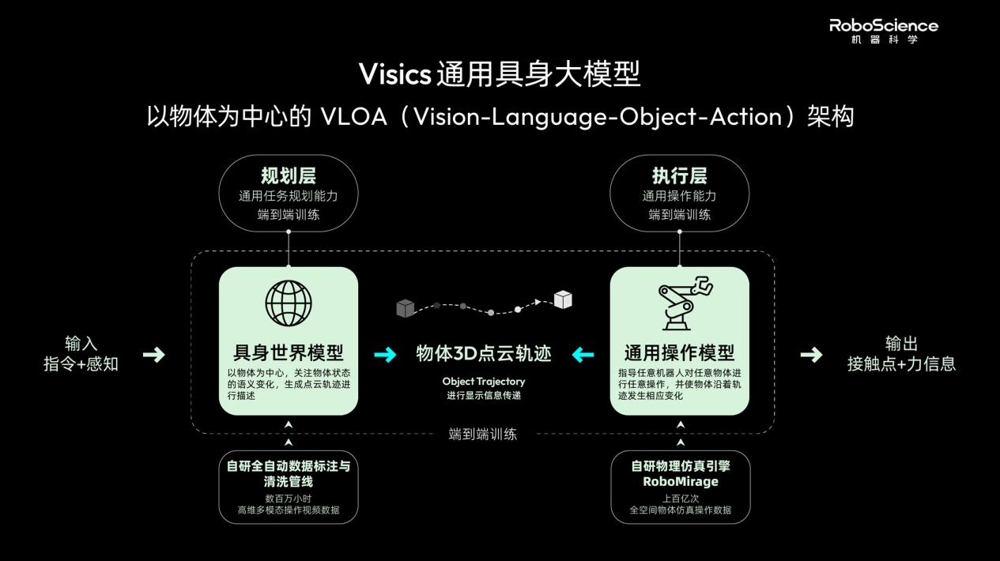 RoboScience
机器科学
Visics 通用具身大模型
以物体为中心的 VLOA（Vision-Language-Object-Action）架构
规划层
通用任务规划能力
端到端训练
执行层
通用操作能力
端到端训练
输入
指令+感知
具身世界模型
以物体为中心，关注物体状态
的语义变化，生成点云轨迹进
行描述
物体3D点云轨迹
Object Trajectory
进行显示信息传递
通用操作模型
指导任意机器人对任意物体进
行任意操作，并使物体沿着轨
迹发生相应变化
输出
接触点+力信息
端到端训练
自研全自动数据标注与
清洗管线
数百万小时
高维多模态操作视频数据
自研物理仿真引擎
RoboMirage
上百亿次
全空间物体仿真操作数据